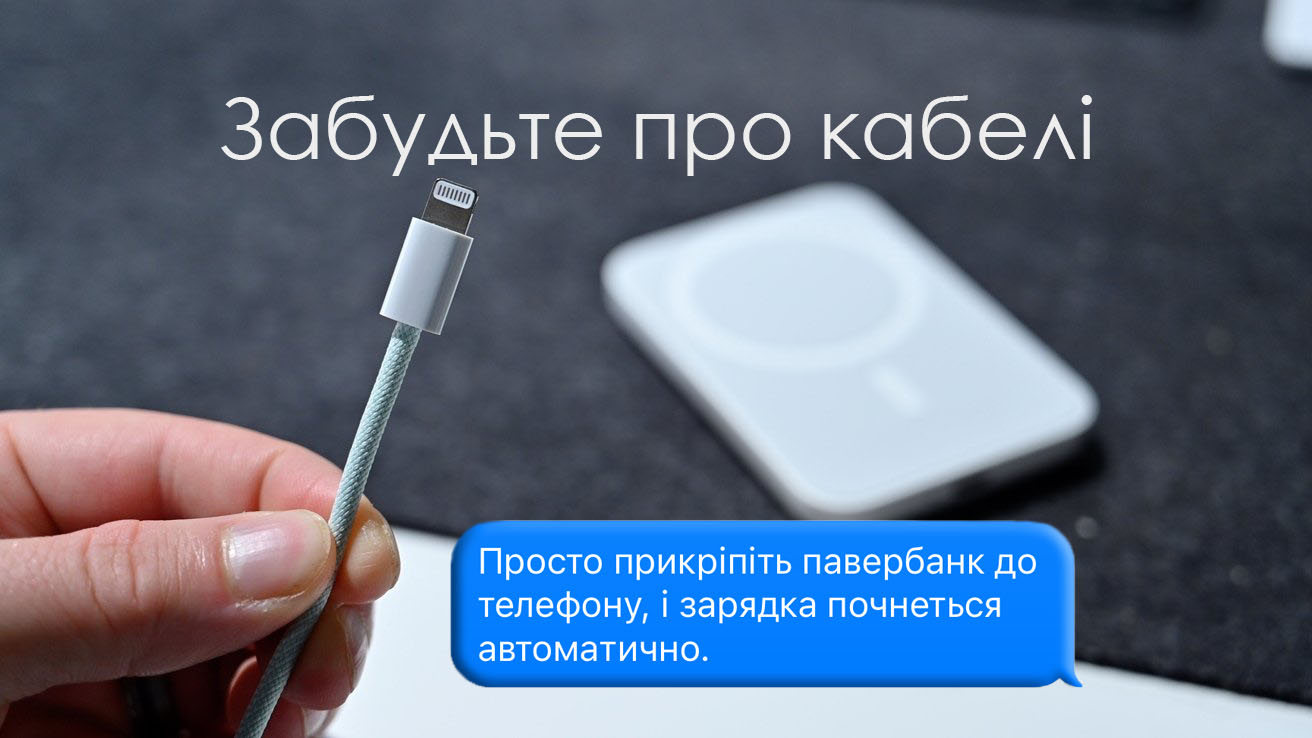 Забудьте про кабелі
Просто прикріпіть павербанк до
телефону, і зарядка почнеться
автоматично.